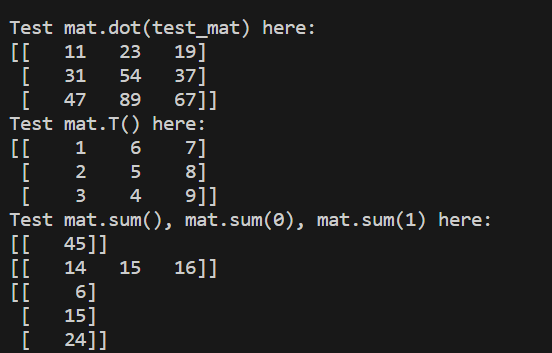 Test mat.dot(test_mat) here:
[[   11   23   19]
 [   31   54   37]
 [   47   89   67]]
Test mat.T() here:
[[    1    6    7]
 [    2    5    8]
 [    3    4    9]]
Test mat.sum(), mat.sum(0), mat.sum(1) here:
[[   45]]
[[   14   15   16]]
[[    6]
 [   15]
 [   24]]